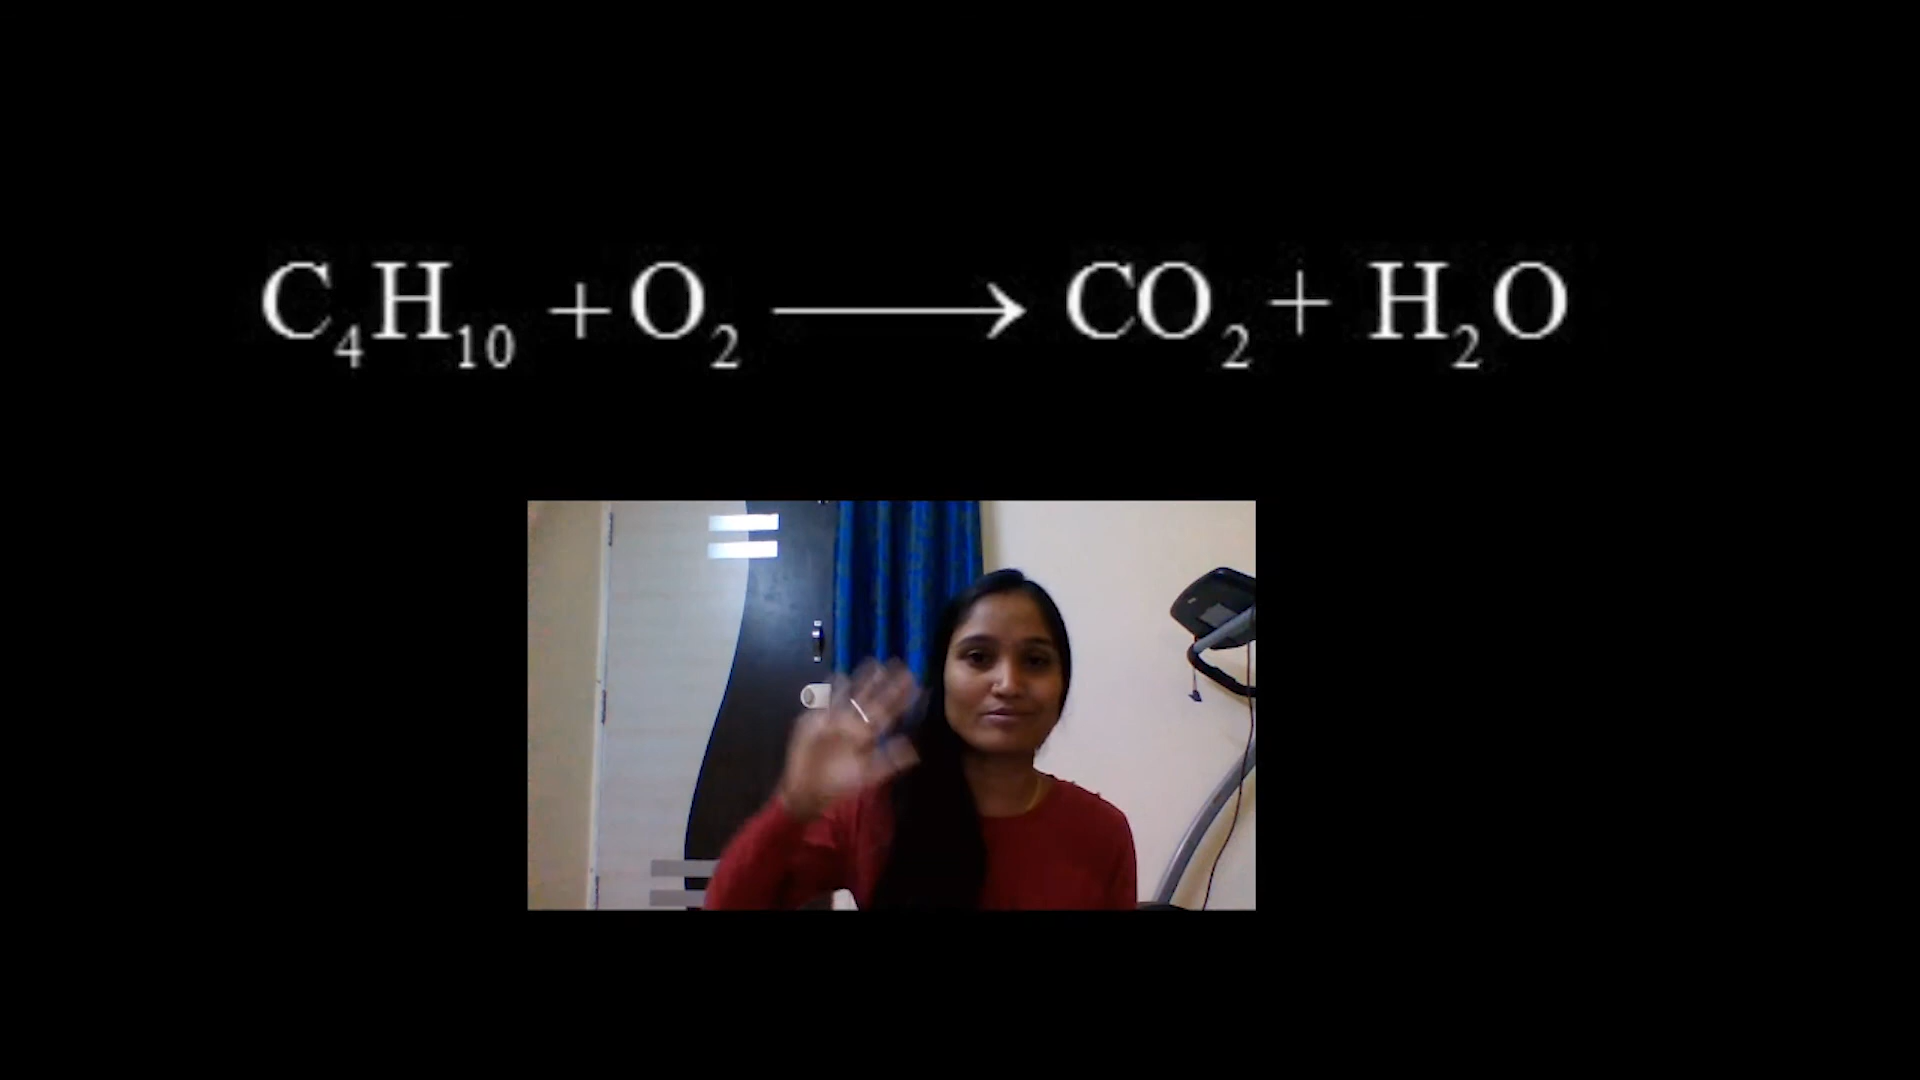 C₄H₁₀ + O₂ ⟶ CO₂ + H₂O